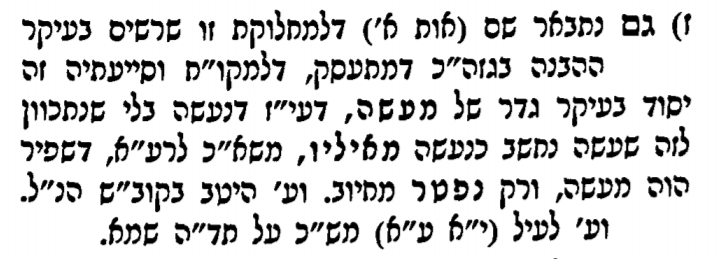 ז) גם נתבאר שם (אות א') דלמחלוקת זו שרשים בעיקר
ההבנה בגזה"כ דמתעסק, דלמקו"ח וסייעתיה זה
יסוד בעיקר גדר של מעשה, דעי"ז דנעשה בלי שנתכוון
לזה שעשה נחשב כנעשה מאיליו, משא"כ לרע"א, דשפיר
הוה מעשה, ורק נפטר מחיוב. וע' היטב בקוב"ש הנ"ל.
וע' לעיל (י"א ע"א) מש"כ על תד"ה שמא.